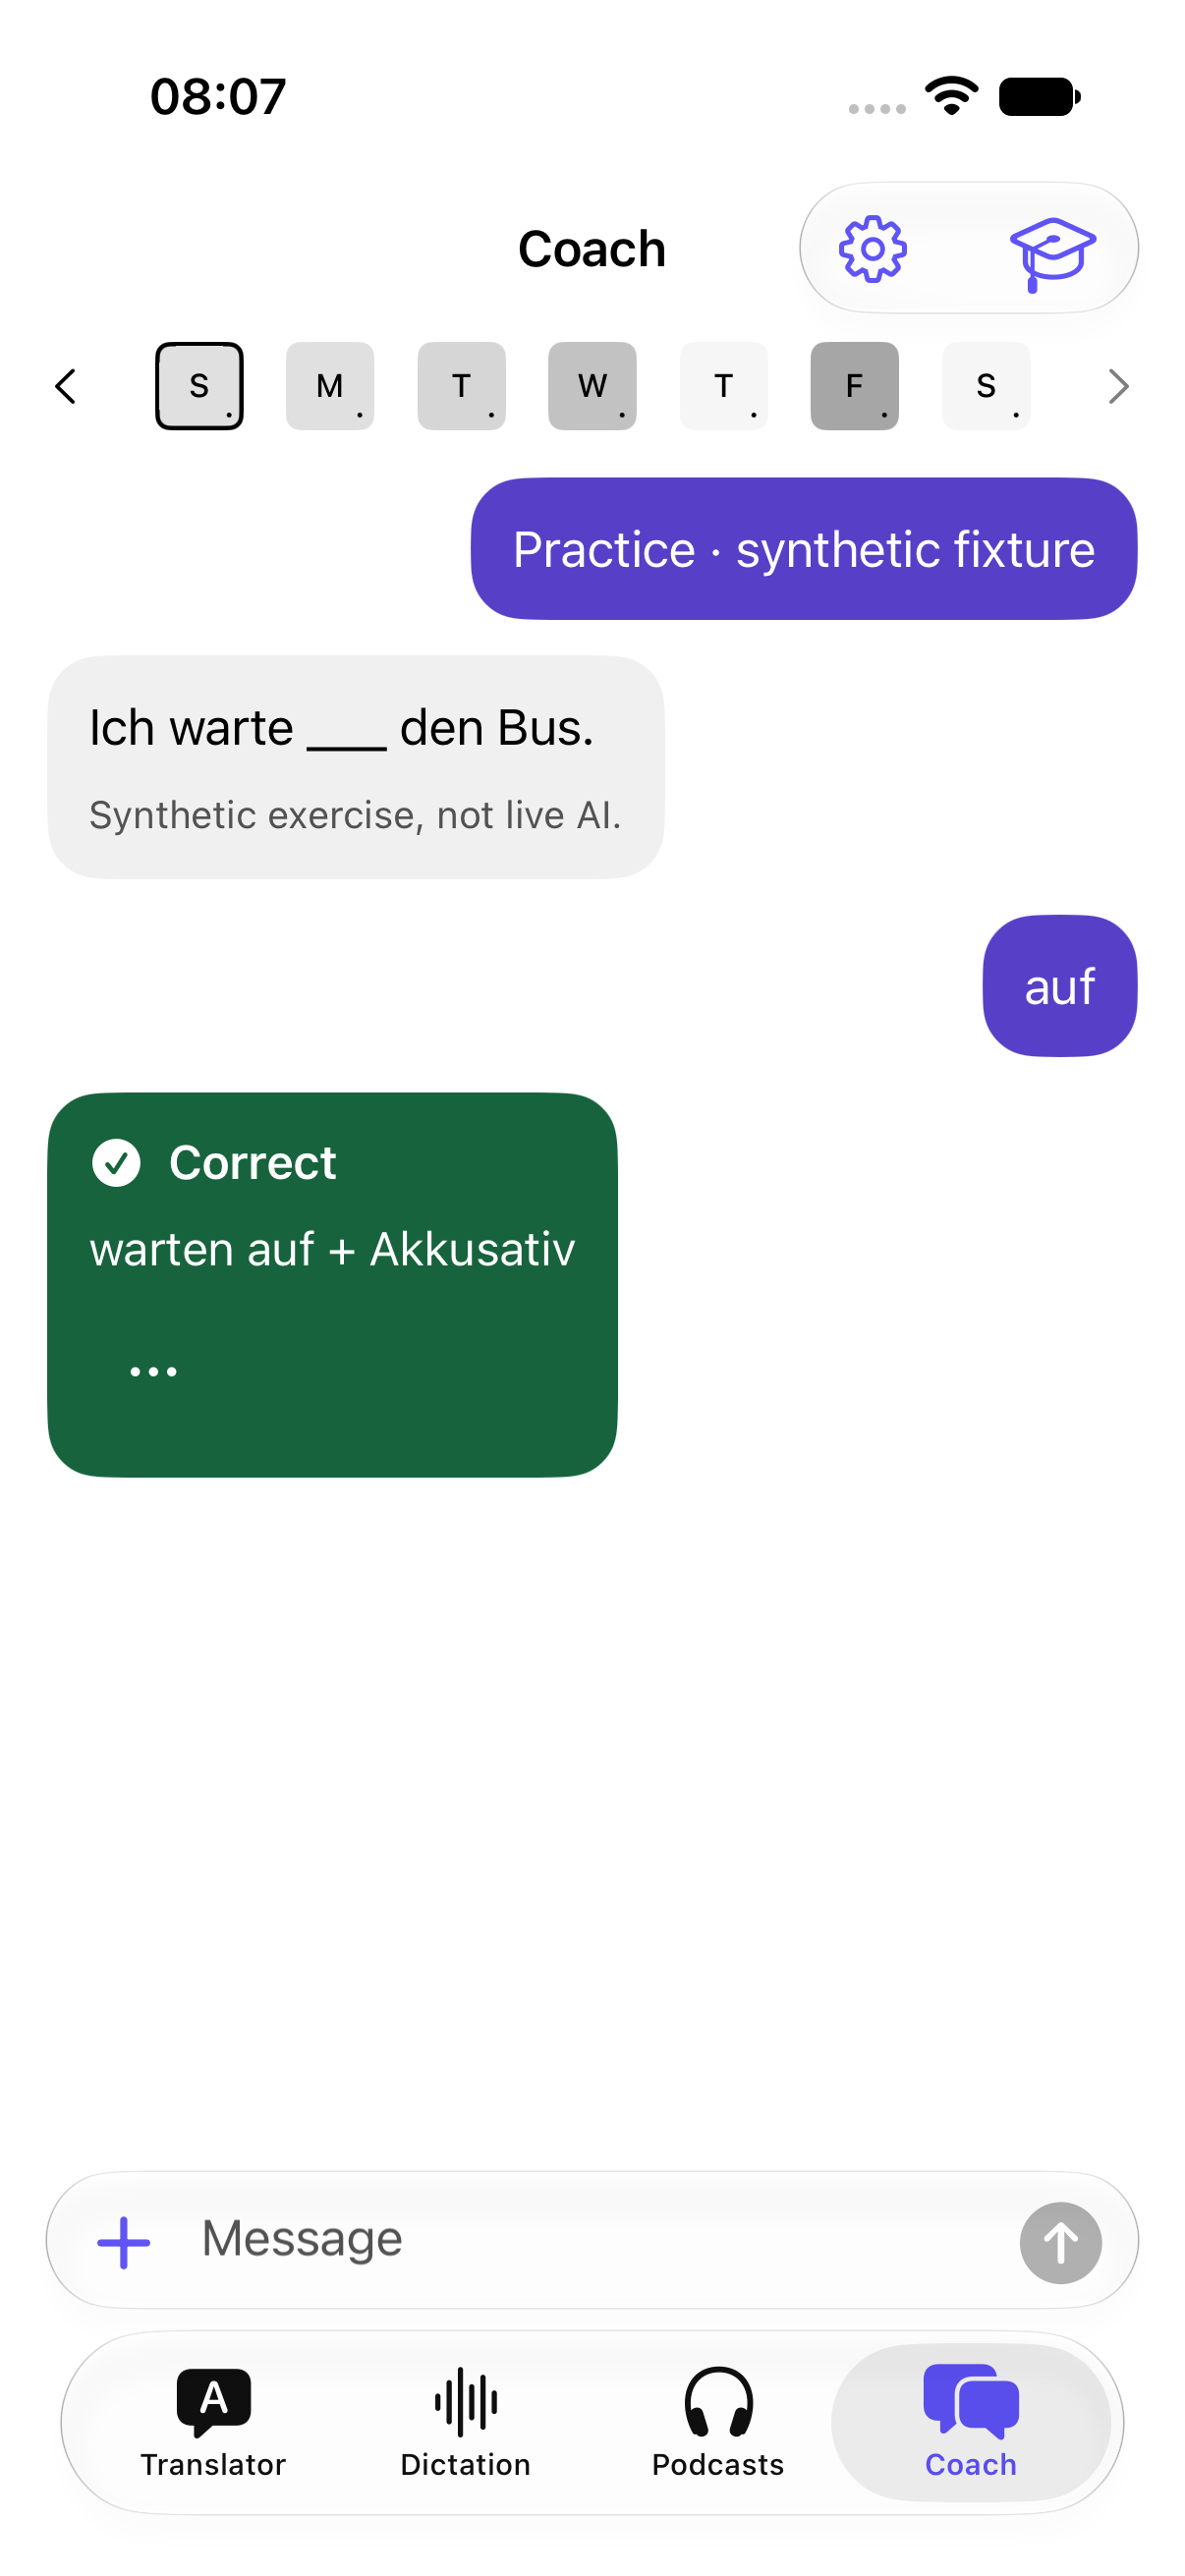 08:07
Coach
S M T W T F S
Practice · synthetic fixture
Ich warte ___ den Bus.
Synthetic exercise, not live AI.
auf
Correct
warten auf + Akkusativ
...
Message
A
Translator Dictation Podcasts Coach